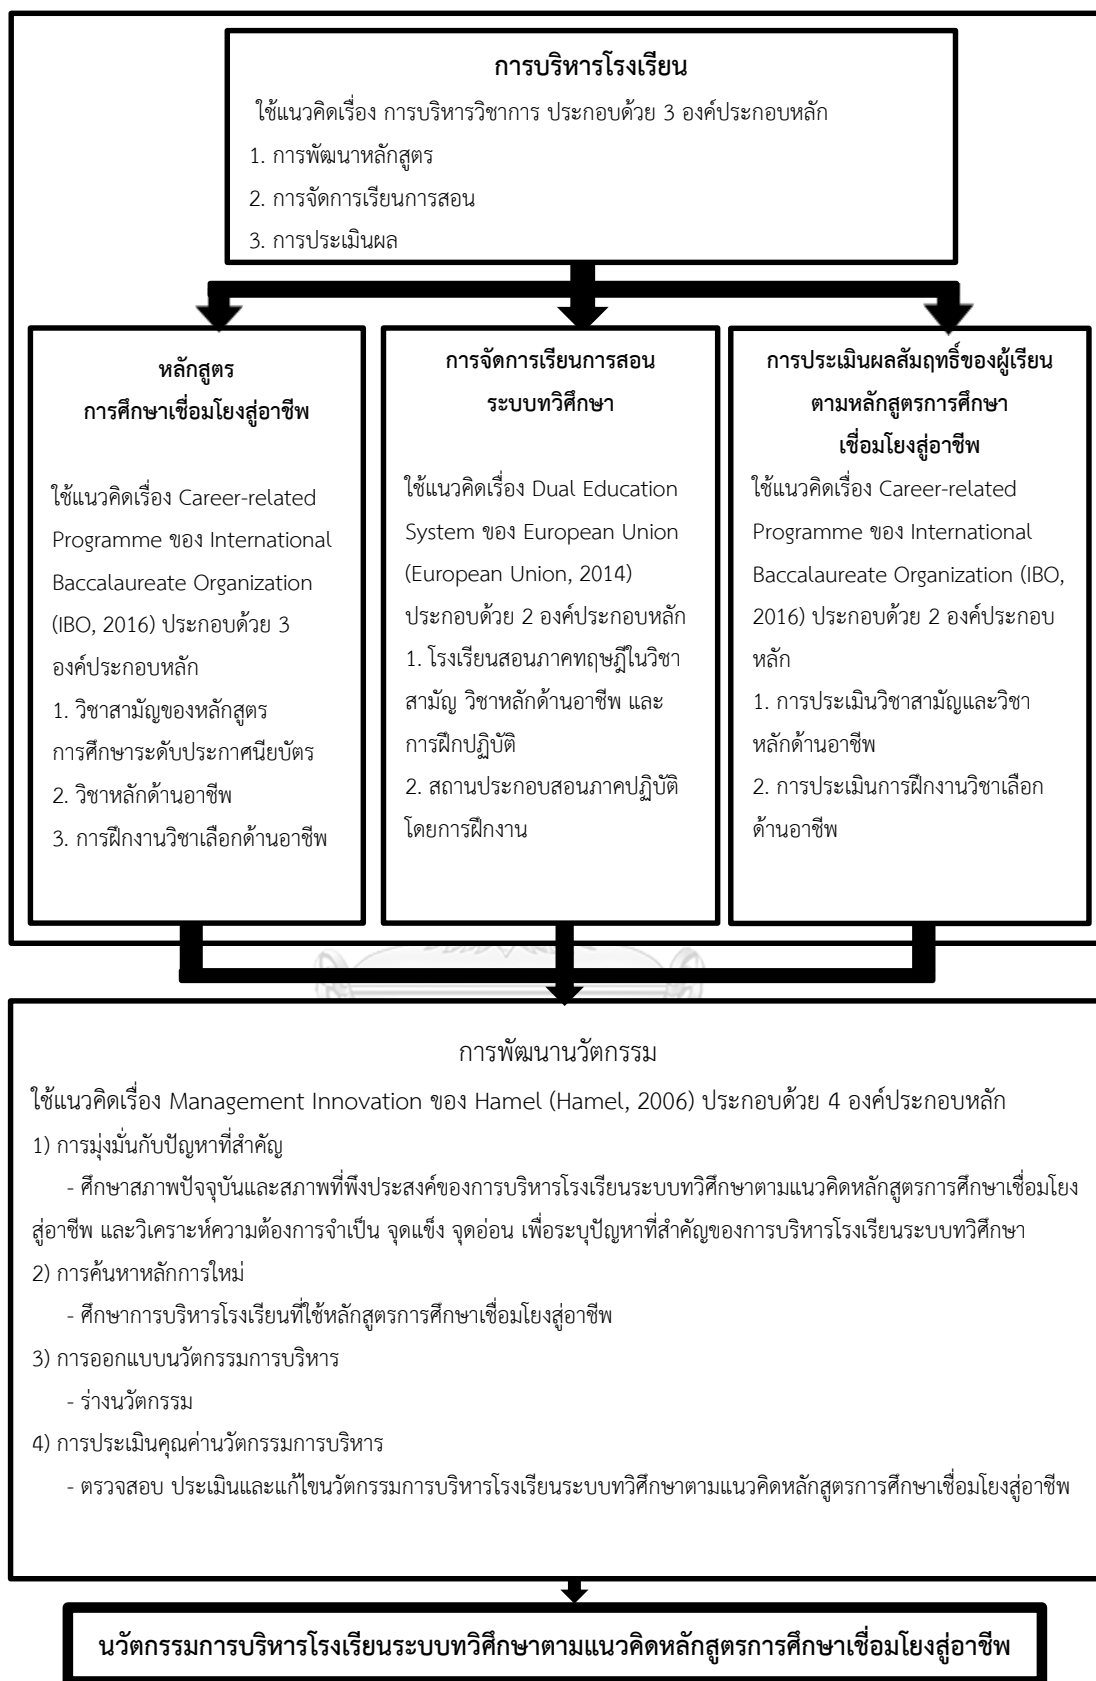 การบริหารโรงเรียน
ใช้แนวคิดเรื่อง การบริหารวิชาการ ประกอบด้วย 3 องค์ประกอบหลัก
1. การพัฒนาหลักสูตร
2. การจัดการเรียนการสอน
3. การประเมินผล
หลักสูตร
การศึกษาเชื่อมโยงสู่อาชีพ
ใช้แนวคิดเรื่อง Career-related
Programme ของ International
Baccalaureate Organization
(IBO, 2016) ประกอบด้วย 3
องค์ประกอบหลัก
1. วิชาสามัญของหลักสูตร
การศึกษาระดับประกาศนียบัตร
2. วิชาหลักด้านอาชีพ
3. การฝึกงานวิชาเลือกด้านอาชีพ
การจัดการเรียนการสอน
ระบบทวิศึกษา
ใช้แนวคิดเรื่อง Dual Education
System ของ European Union
(European Union, 2014)
ประกอบด้วย 2 องค์ประกอบหลัก
1. โรงเรียนสอนภาคทฤษฎีในวิชา
สามัญ วิชาหลักด้านอาชีพ และ
การฝึกปฏิบัติ
2. สถานประกอบสอนภาคปฏิบัติ
โดยการฝึกงาน
การประเมินผลสัมฤทธิ์ของผู้เรียน
ตามหลักสูตรการศึกษา
เชื่อมโยงสู่อาชีพ
ใช้แนวคิดเรื่อง Career-related
Programme ของ International
Baccalaureate Organization (IBO,
2016) ประกอบด้วย 2 องค์ประกอบ
หลัก
1. การประเมินวิชาสามัญและวิชา
หลักด้านอาชีพ
2. การประเมินการฝึกงานวิชาเลือก
ด้านอาชีพ
การพัฒนานวัตกรรม
ใช้แนวคิดเรื่อง Management Innovation ของ Hamel (Hamel, 2006) ประกอบด้วย 4 องค์ประกอบหลัก
1) การมุ่งมั่นกับปัญหาที่สำคัญ
- ศึกษาสภาพปัจจุบันและสภาพที่พึงประสงค์ของการบริหารโรงเรียนระบบทวิศึกษาตามแนวคิดหลักสูตรการศึกษาเชื่อมโยง
สู่อาชีพ และวิเคราะห์ความต้องการจำเป็น จุดแข็ง จุดอ่อน เพื่อระบุปัญหาที่สำคัญของการบริหารโรงเรียนระบบทวิศึกษา
2) การค้นหาหลักการใหม่
- ศึกษาการบริหารโรงเรียนที่ใช้หลักสูตรการศึกษาเชื่อมโยงสู่อาชีพ
3) การออกแบบนวัตกรรมการบริหาร
- ร่างนวัตกรรม
4) การประเมินคุณค่านวัตกรรมการบริหาร
- ตรวจสอบ ประเมินและแก้ไขนวัตกรรมการบริหารโรงเรียนระบบทวิศึกษาตามแนวคิดหลักสูตรการศึกษาเชื่อมโยงสู่อาชีพ
นวัตกรรมการบริหารโรงเรียนระบบทวิศึกษาตามแนวคิดหลักสูตรการศึกษาเชื่อมโยงสู่อาชีพ